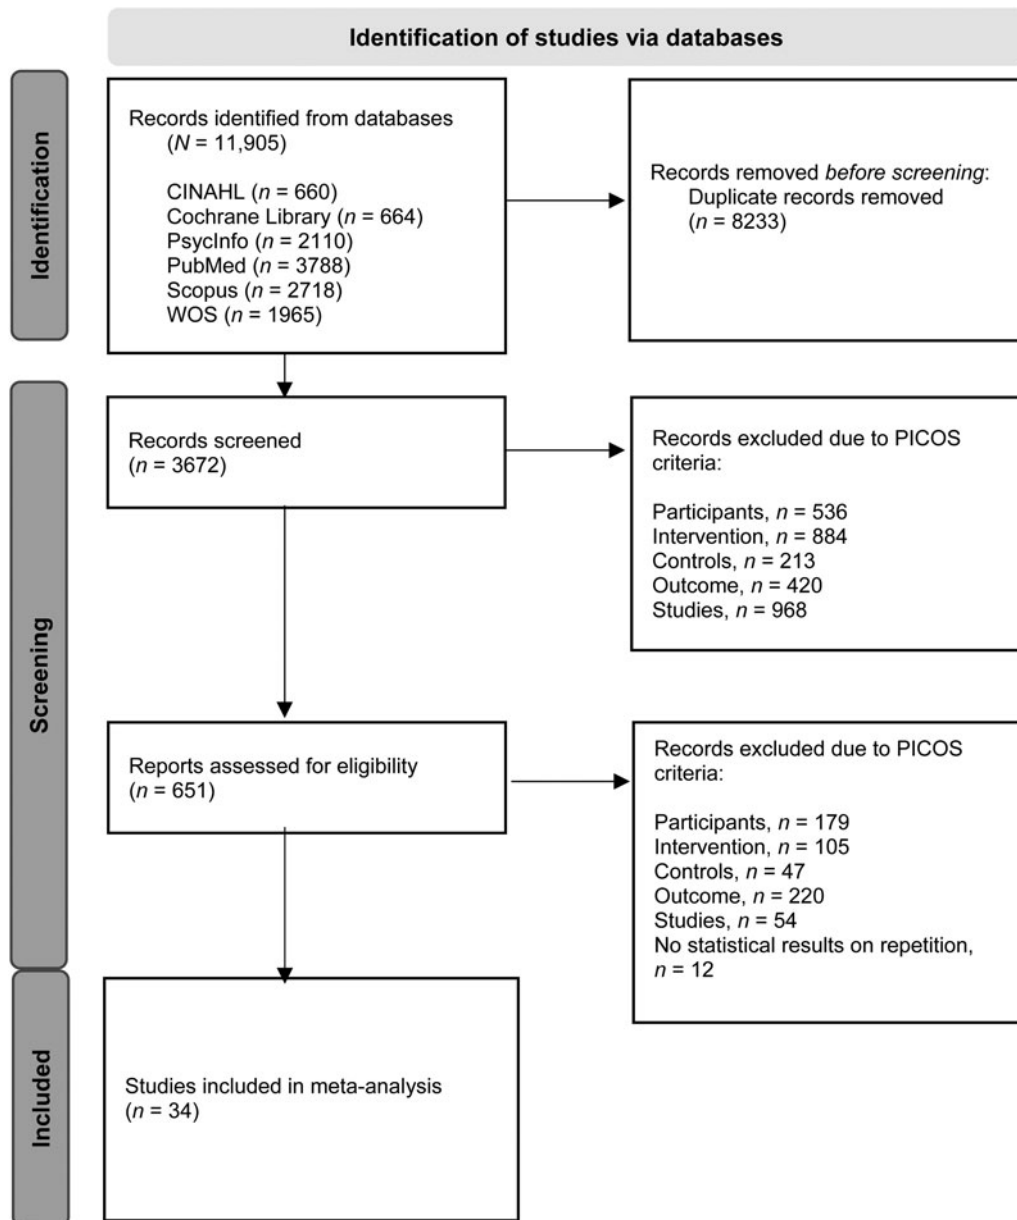 Identification of studies via databases
Identification
Records identified from databases
(N = 11,905)
CINAHL (n = 660)
Cochrane Library (n = 664)
PsycInfo (n = 2110)
PubMed (n = 3788)
Scopus (n = 2718)
WOS (n = 1965)
Records removed before screening:
Duplicate records removed
(n = 8233)
Screening
Records screened
(n = 3672)
Records excluded due to PICOS
criteria:
Participants, n = 536
Intervention, n = 884
Controls, n = 213
Outcome, n = 420
Studies, n = 968
Reports assessed for eligibility
(n = 651)
Records excluded due to PICOS
criteria:
Participants, n = 179
Intervention, n = 105
Controls, n = 47
Outcome, n = 220
Studies, n = 54
No statistical results on repetition,
n = 12
Included
Studies included in meta-analysis
(n = 34)